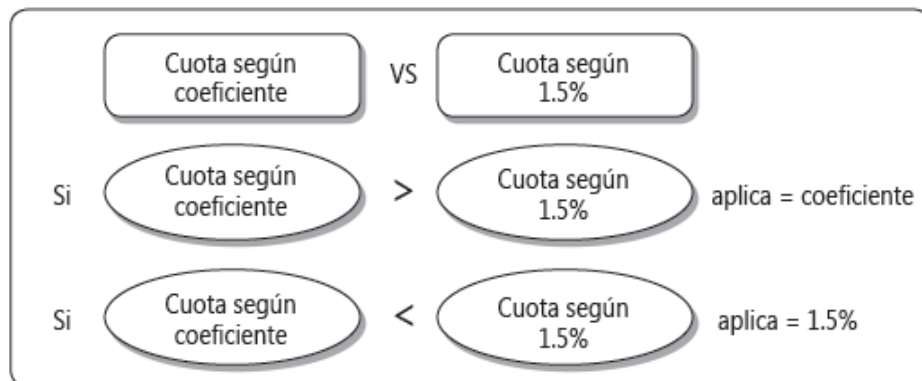 Cuota según
coeficiente
VS
Cuota según
1.5%
Si
Cuota según
coeficiente
>
Cuota según
1.5%
aplica = coeficiente
Si
Cuota según
coeficiente
<
Cuota según
1.5%
aplica = 1.5%